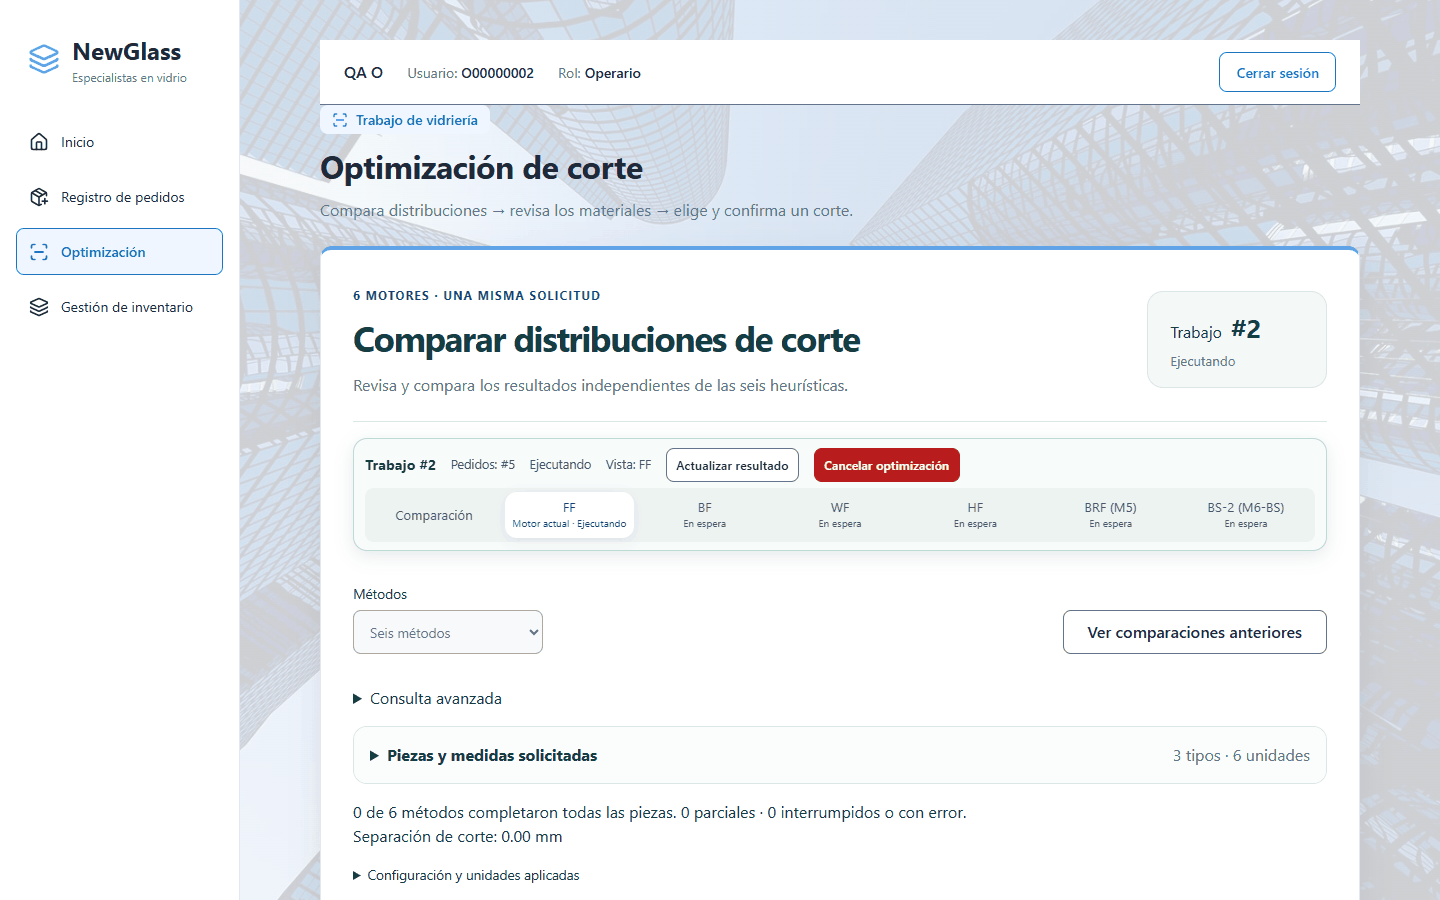 NewGlass
Especialistas en vidrio
Inicio
Registro de pedidos
Optimización
Gestión de inventario
QA O Usuario: O00000002 Rol: Operario Cerrar sesión
Trabajo de vidriería
Optimización de corte
Compara distribuciones → revisa los materiales → elige y confirma un corte.
6 MOTORES · UNA MISMA SOLICITUD
Comparar distribuciones de corte
Revisa y compara los resultados independientes de las seis heurísticas.
Trabajo #2
Ejecutando
Trabajo #2 Pedidos: #5 Ejecutando Vista: FF Actualizar resultado Cancelar optimización
Comparación
FF
Motor actual · Ejecutando
BF
En espera
WF
En espera
HF
En espera
BRF (M5)
En espera
BS-2 (M6-BS)
En espera
Métodos
Seis métodos
Ver comparaciones anteriores
Consulta avanzada
Piezas y medidas solicitadas 3 tipos · 6 unidades
0 de 6 métodos completaron todas las piezas. 0 parciales · 0 interrumpidos o con error.
Separación de corte: 0.00 mm
Configuración y unidades aplicadas